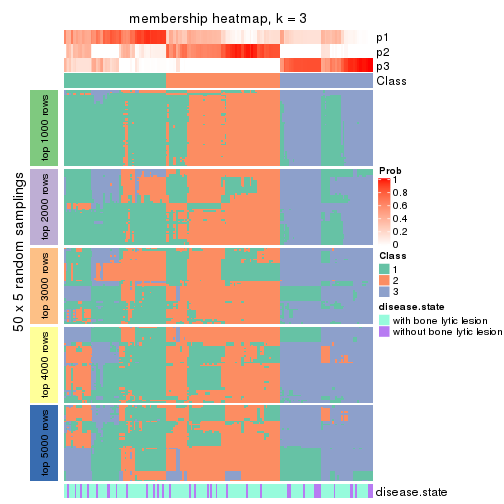 membership heatmap, k = 3
p1
p2
p3
Class
50 x 5 random samplings
top 1000 rows
top 2000 rows
top 3000 rows
top 4000 rows
top 5000 rows
Prob
1
0.8
0.6
0.4
0.2
0
Class
1
2
3
disease.state
with bone lytic lesion
without bone lytic lesion
disease.state